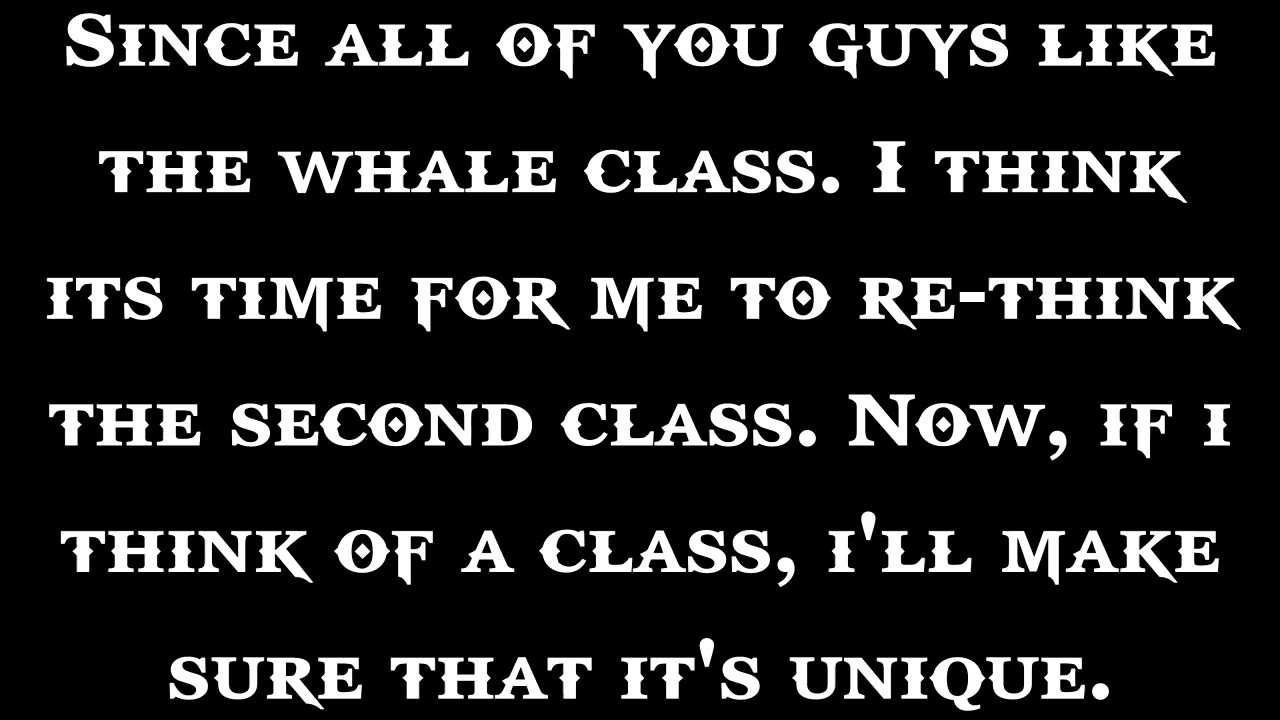 Since all of you guys like
the whale class. I think
its time for me to re-think
the second class. Now, if i
think of a class, i'll make
sure that it's unique.